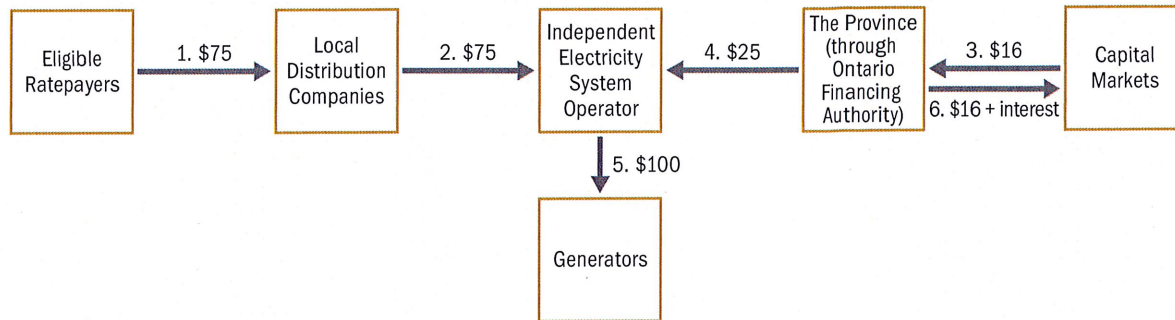 Eligible
Ratepayers
1. $75
Local
Distribution
Companies
2. $75
Independent
Electricity
System
Operator
4. $25
The Province
(through
Ontario
Financing
Authority)
3. $16
6. $16 + interest
Capital
Markets
5. $100
Generators